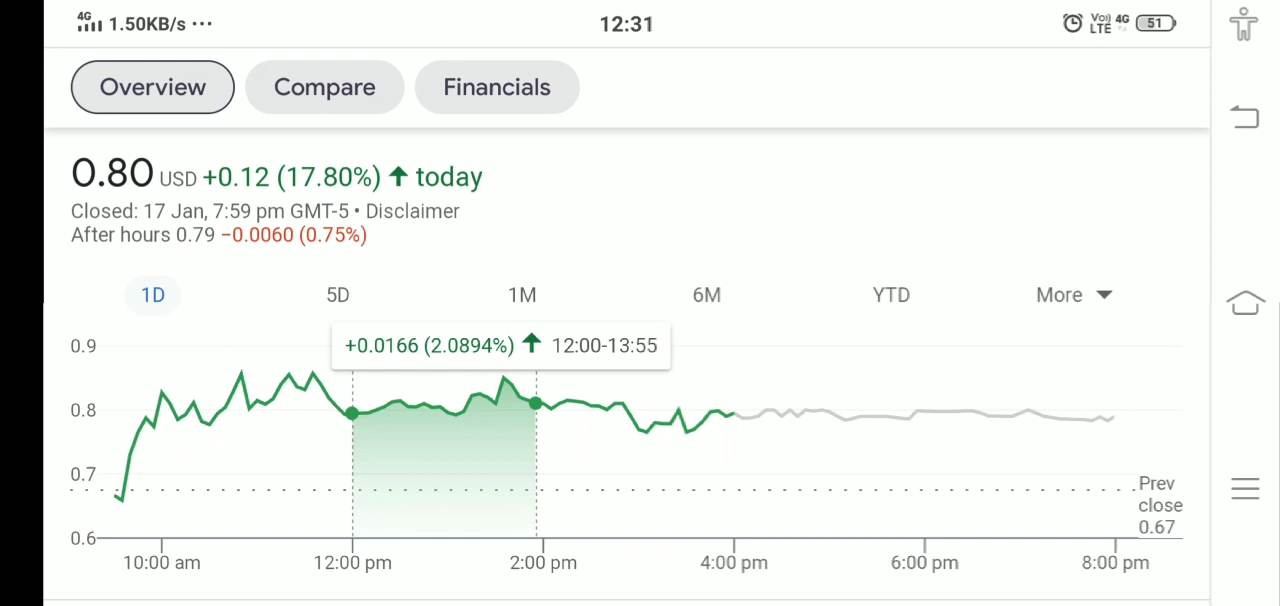 4G 1.50KB/s ··· 12:31 Vo)) LTE 4G 51
Overview Compare Financials
0.80 USD +0.12 (17.80%) ↑ today
Closed: 17 Jan, 7:59 pm GMT-5 • Disclaimer
After hours 0.79 −0.0060 (0.75%)
1D 5D 1M 6M YTD More
+0.0166 (2.0894%) ↑ 12:00-13:55
0.9
0.8
0.7
0.6
Prev
close
0.67
10:00 am 12:00 pm 2:00 pm 4:00 pm 6:00 pm 8:00 pm